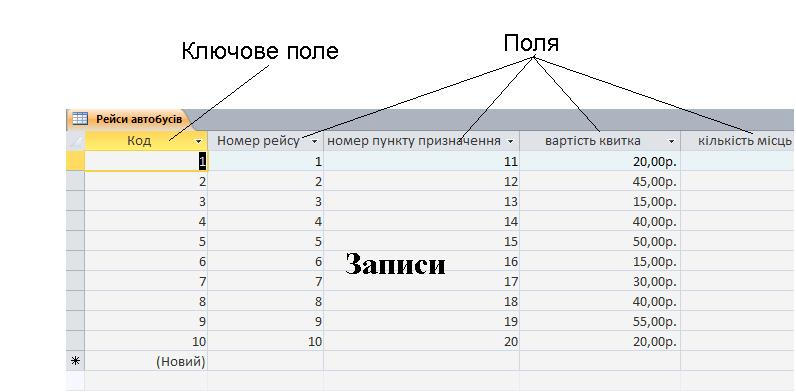 Ключове поле
Поля
Рейси автобусів
Код Номер рейсу номер пункту призначення вартість квитка кількість місць
1 1 11 20,00р.
2 2 12 45,00р.
3 3 13 15,00р.
4 4 14 40,00р.
5 5 15 50,00р.
6 6 16 15,00р.
7 7 17 30,00р.
8 8 18 40,00р.
9 9 19 55,00р.
10 10 20 20,00р.
Записи
* (Новий)